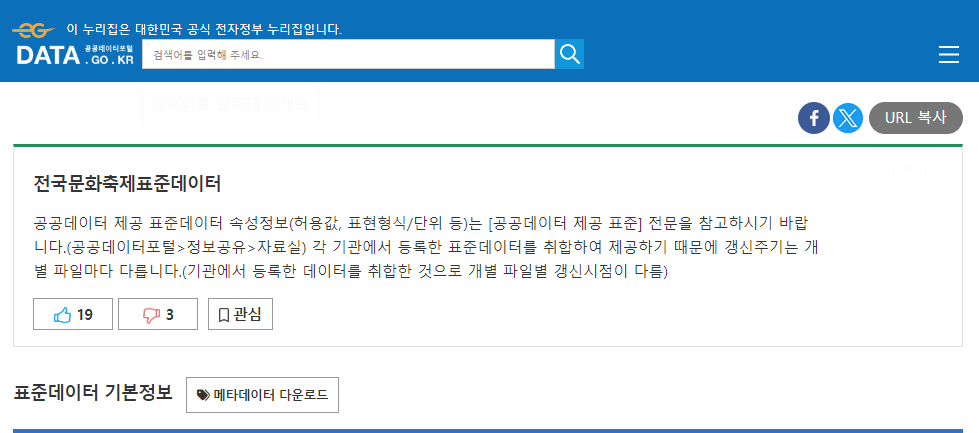 이 누리집은 대한민국 공식 전자정부 누리집입니다.
DATA 공공데이터포털
.GO.KR
검색어를 입력해 주세요.
검색어를 입력해 주세요
URL 복사
전국문화축제표준데이터
공공데이터 제공 표준데이터 속성정보(허용값, 표현형식/단위 등)는 [공공데이터 제공 표준] 전문을 참고하시기 바랍
니다.(공공데이터포털>정보공유>자료실) 각 기관에서 등록한 표준데이터를 취합하여 제공하기 때문에 갱신주기는 개
별 파일마다 다릅니다.(기관에서 등록한 데이터를 취합한 것으로 개별 파일별 갱신시점이 다름)
19 3 관심
표준데이터 기본정보 메타데이터 다운로드